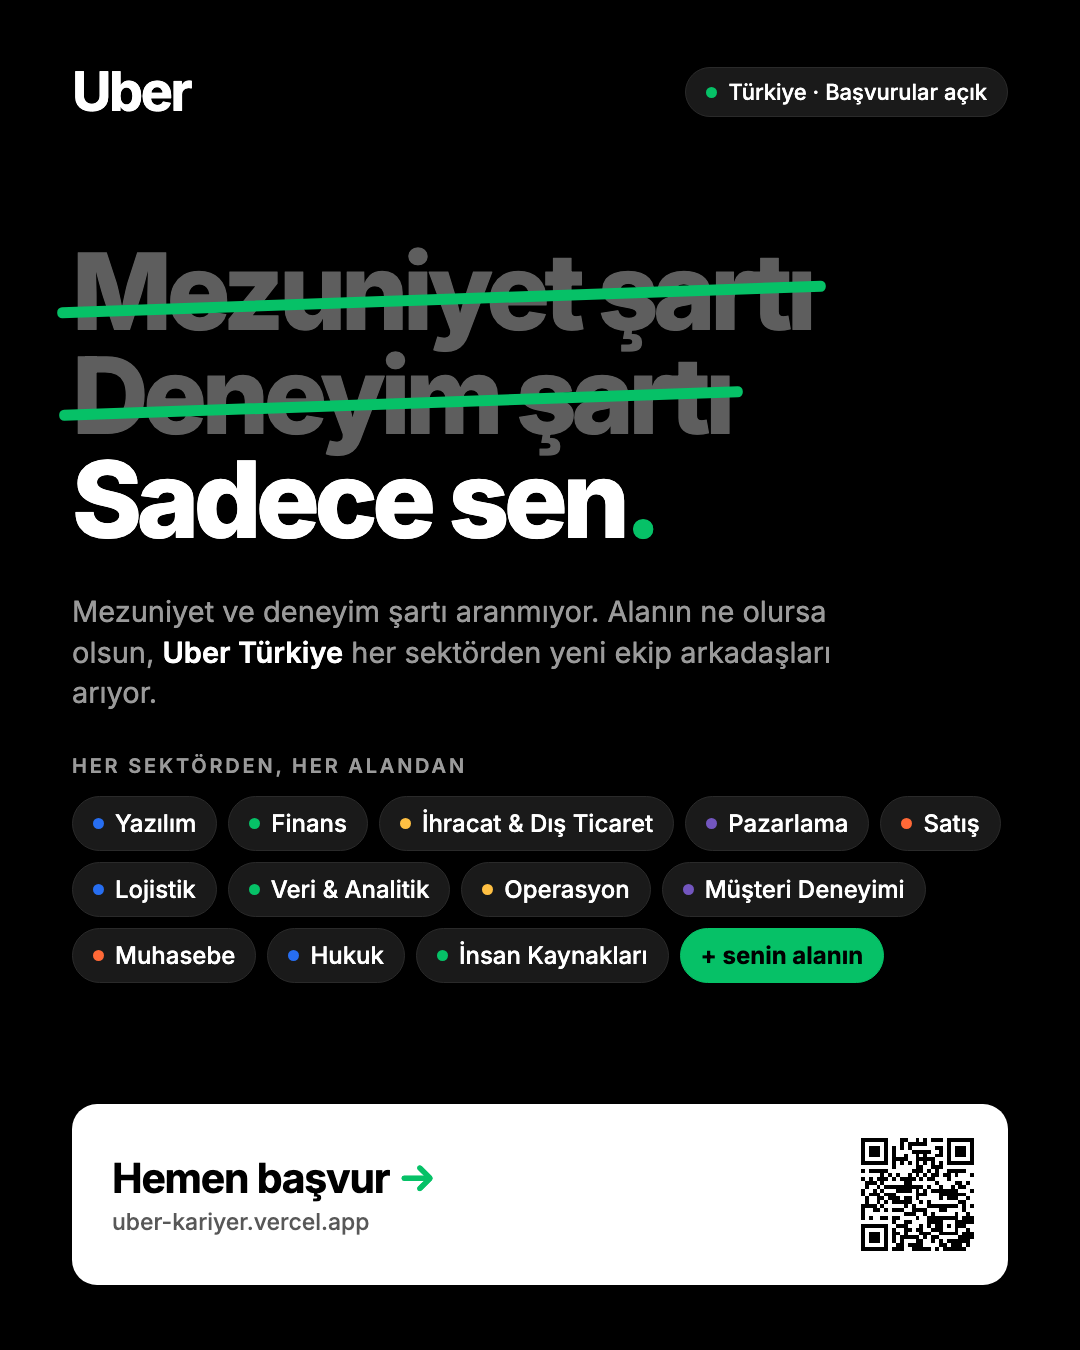 Uber
Türkiye · Başvurular açık
Mezuniyet şartı
Deneyim şartı
Sadece sen.
Mezuniyet ve deneyim şartı aranmıyor. Alanın ne olursa
olsun, Uber Türkiye her sektörden yeni ekip arkadaşları
arıyor.
HER SEKTÖRDEN, HER ALANDAN
Yazılım
Finans
İhracat & Dış Ticaret
Pazarlama
Satış
Lojistik
Veri & Analitik
Operasyon
Müşteri Deneyimi
Muhasebe
Hukuk
İnsan Kaynakları
+ senin alanın
Hemen başvur →
uber-kariyer.vercel.app